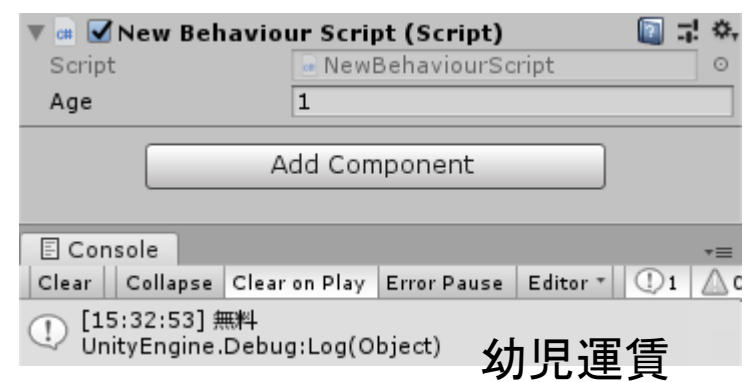 New Behaviour Script (Script)
Script NewBehaviourScript
Age 1
Add Component
Console
Clear Collapse Clear on Play Error Pause Editor 1 0
[15:32:53] 無料
UnityEngine.Debug:Log(Object)
幼児運賃